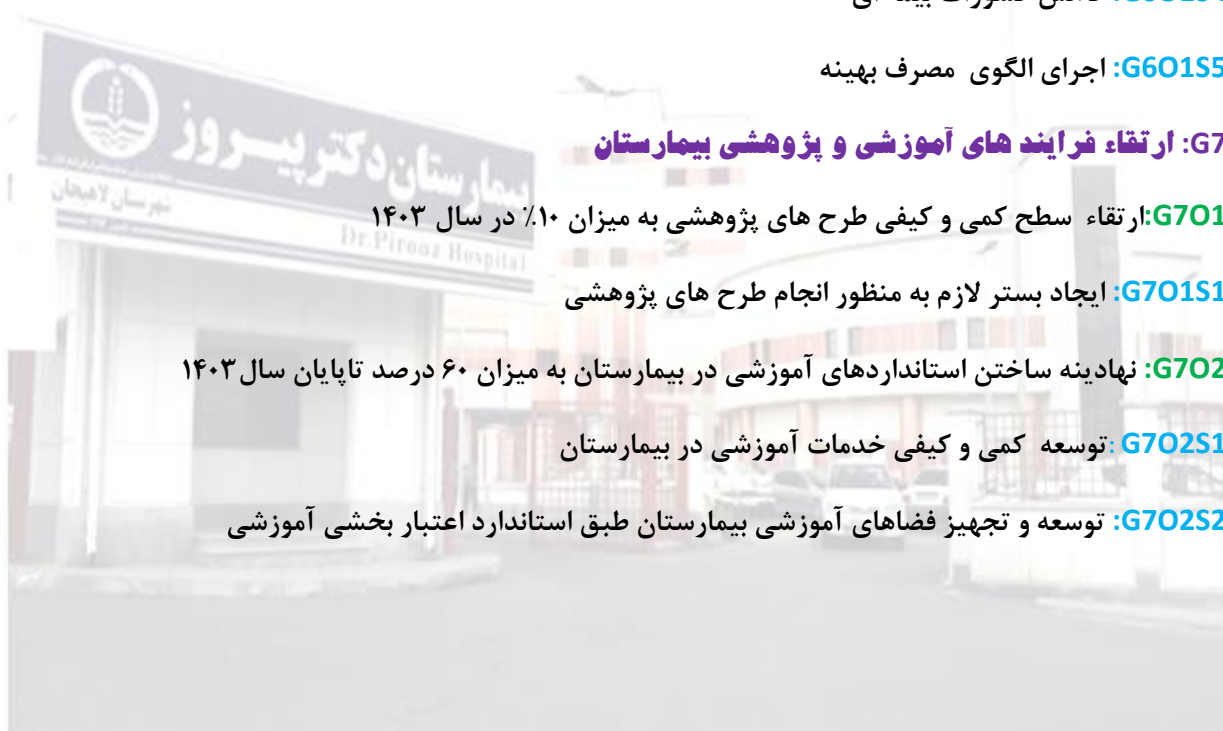 G6O1S5: اجرای الگوی مصرف بهینه
G7: ارتقاء فرایند های آموزشی و پژوهشی بیمارستان
G7O1:ارتقاء سطح کمی و کیفی طرح های پژوهشی به میزان ۱۰٪ در سال ۱۴۰۳
G7O1S1: ایجاد بستر لازم به منظور انجام طرح های پژوهشی
G7O2: نهادینه ساختن استانداردهای آموزشی در بیمارستان به میزان ۶۰ درصد تاپایان سال۱۴۰۳
G7O2S1 :توسعه کمی و کیفی خدمات آموزشی در بیمارستان
G7O2S2: توسعه و تجهیز فضاهای آموزشی بیمارستان طبق استاندارد اعتبار بخشی آموزشی
بیمارستان دکتر پیروز
شهرستان لاهیجان
Dr.Pirooz Hospital